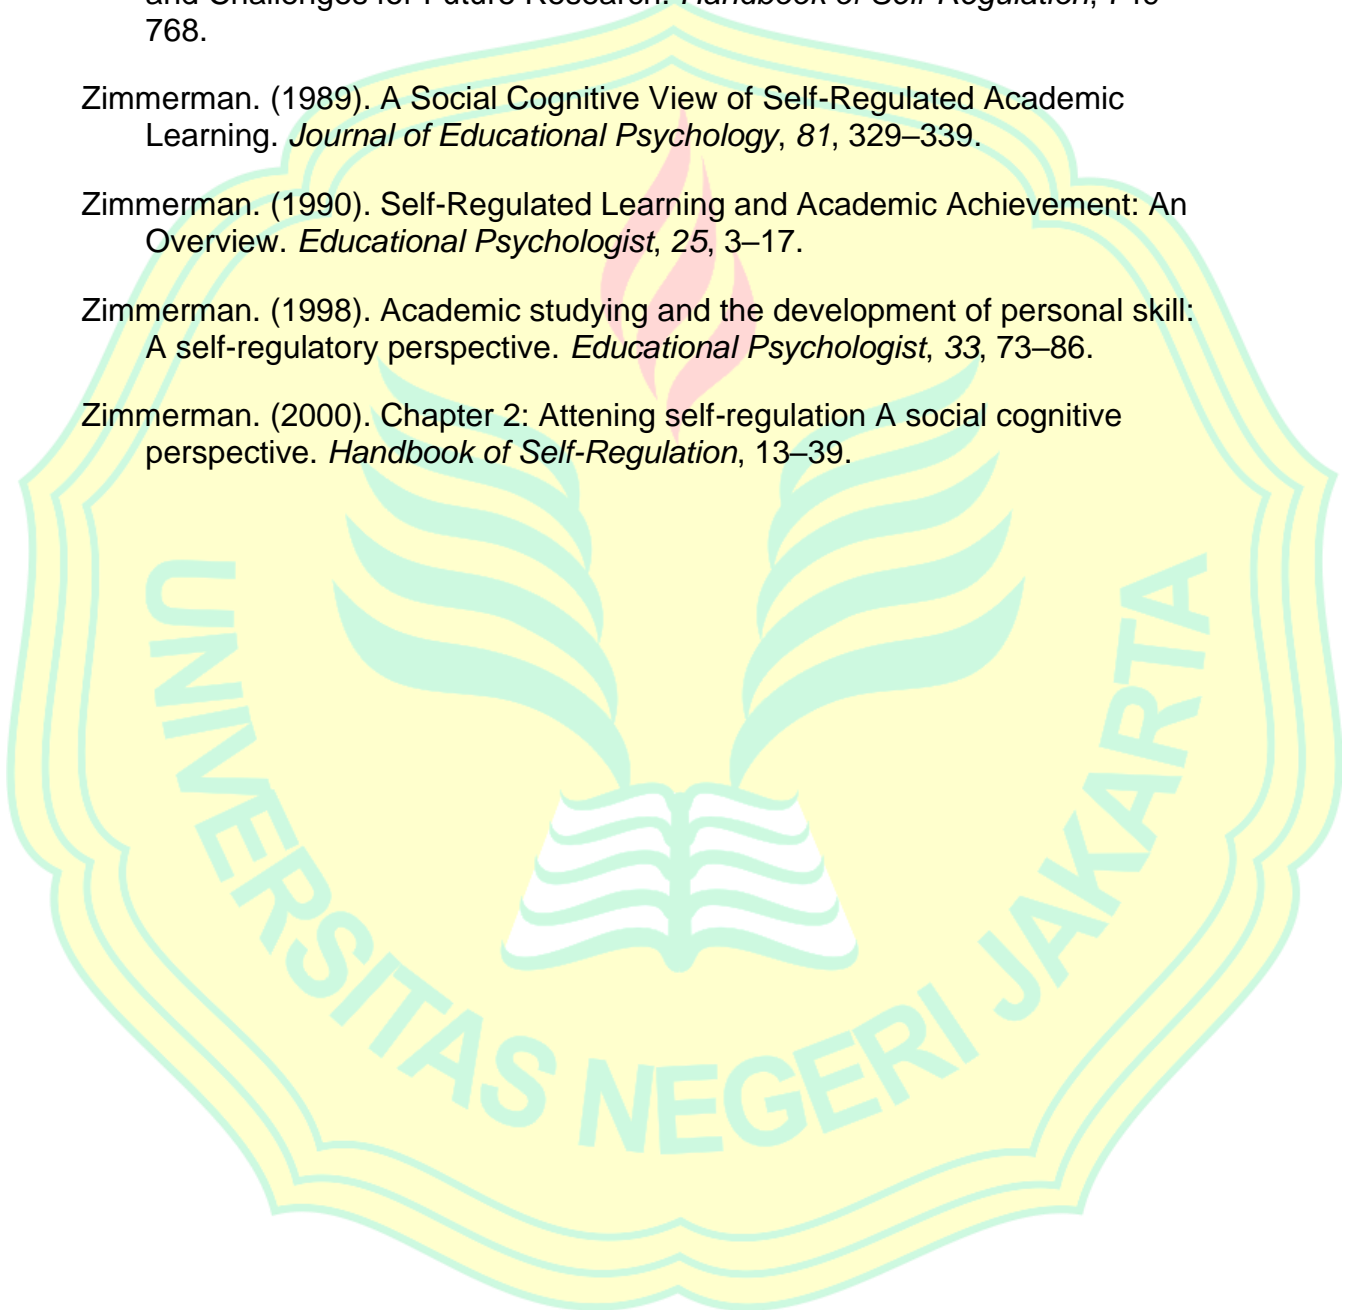 and Challenges for Future Research. Handbook of Self-Regulation, 749–
768.
Zimmerman. (1989). A Social Cognitive View of Self-Regulated Academic
Learning. Journal of Educational Psychology, 81, 329–339.
Zimmerman. (1990). Self-Regulated Learning and Academic Achievement: An
Overview. Educational Psychologist, 25, 3–17.
Zimmerman. (1998). Academic studying and the development of personal skill:
A self-regulatory perspective. Educational Psychologist, 33, 73–86.
Zimmerman. (2000). Chapter 2: Attening self-regulation A social cognitive
perspective. Handbook of Self-Regulation, 13–39.
UNIVERSITAS NEGERI JAKARTA